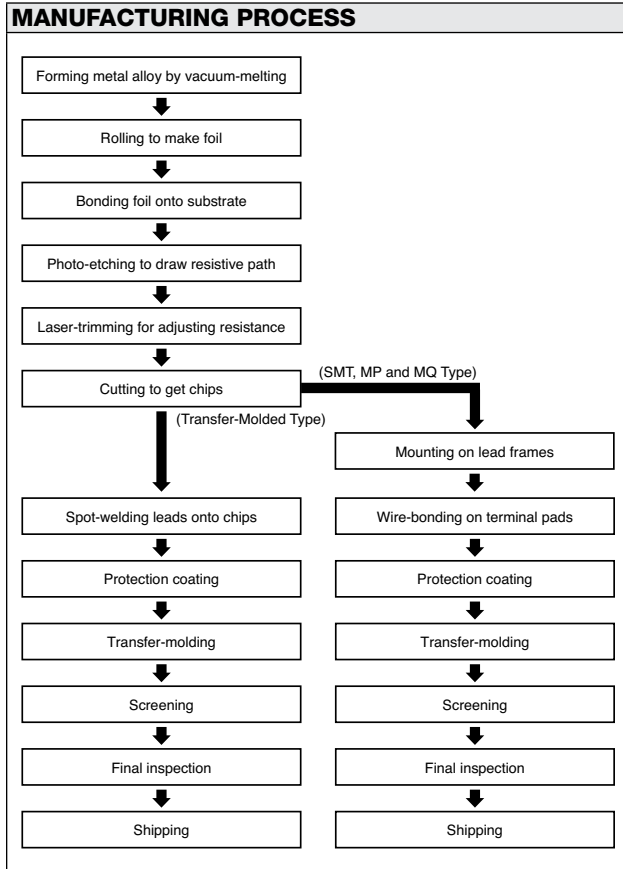 MANUFACTURING PROCESS
Forming metal alloy by vacuum-melting
Rolling to make foil
Bonding foil onto substrate
Photo-etching to draw resistive path
Laser-trimming for adjusting resistance
Cutting to get chips
(SMT, MP and MQ Type)
(Transfer-Molded Type)
Mounting on lead frames
Spot-welding leads onto chips
Wire-bonding on terminal pads
Protection coating
Protection coating
Transfer-molding
Transfer-molding
Screening
Screening
Final inspection
Final inspection
Shipping
Shipping